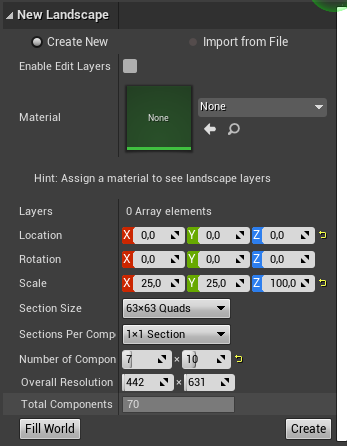 New Landscape
Create New Import from File
Enable Edit Layers
Material None None
Hint: Assign a material to see landscape layers
Layers 0 Array elements
Location X 0,0 Y 0,0 Z 0,0
Rotation X 0,0 Y 0,0 Z 0,0
Scale X 25,0 Y 25,0 Z 100,0
Section Size 63×63 Quads
Sections Per Comp 1×1 Section
Number of Compon 7 × 10
Overall Resolution 442 × 631
Total Components 70
Fill World Create